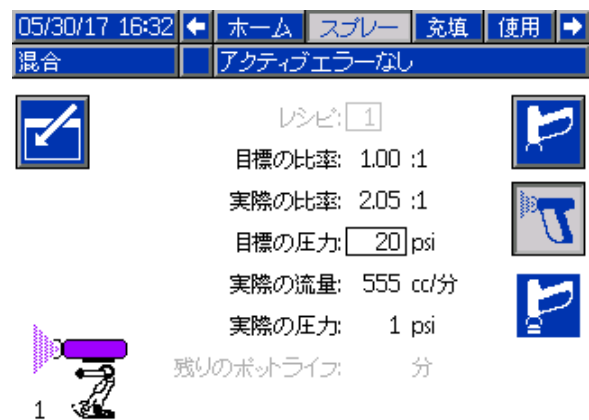 05/30/17 16:32 ホーム スプレー 充填 使用
混合 アクティブエラーなし
レシピ: 1
目標の比率: 1.00 :1
実際の比率: 2.05 :1
目標の圧力: 20 psi
実際の流量: 555 cc/分
実際の圧力: 1 psi
残りのポットライフ: 分
1